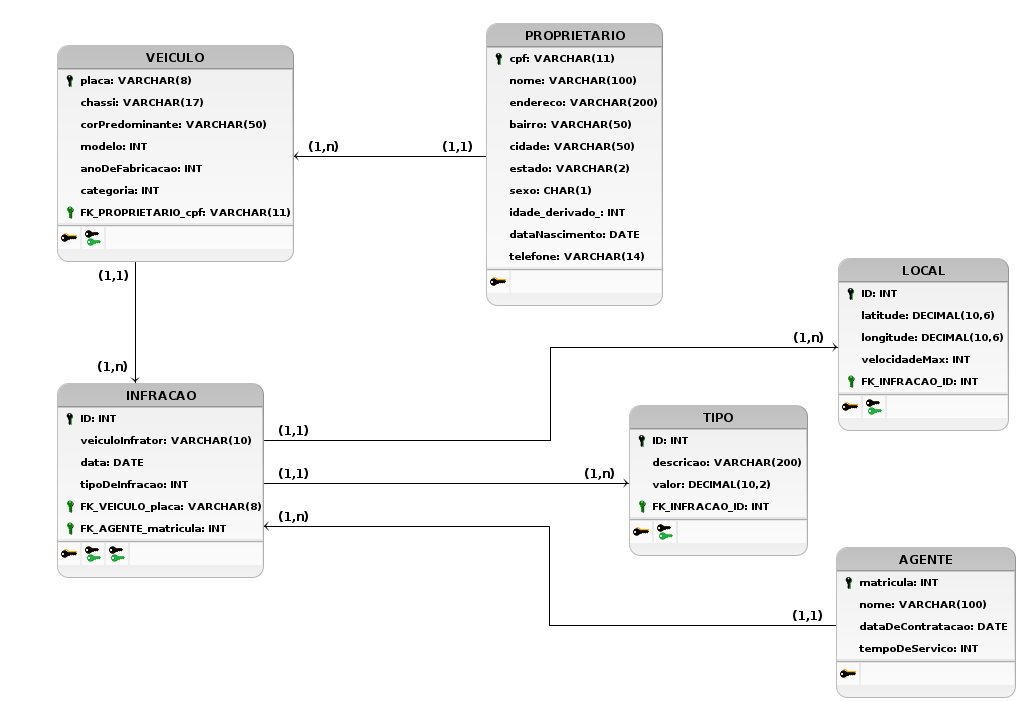 VEICULO
placa: VARCHAR(8)
chassi: VARCHAR(17)
corPredominante: VARCHAR(50)
modelo: INT
anoDeFabricacao: INT
categoria: INT
FK_PROPRIETARIO_cpf: VARCHAR(11)
(1,n)
(1,1)
PROPRIETARIO
cpf: VARCHAR(11)
nome: VARCHAR(100)
endereco: VARCHAR(200)
bairro: VARCHAR(50)
cidade: VARCHAR(50)
estado: VARCHAR(2)
sexo: CHAR(1)
idade_derivado_: INT
dataNascimento: DATE
telefone: VARCHAR(14)
(1,1)
(1,n)
INFRACAO
ID: INT
veiculoInfrator: VARCHAR(10)
data: DATE
tipoDeInfracao: INT
FK_VEICULO_placa: VARCHAR(8)
FK_AGENTE_matricula: INT
(1,1)
(1,n)
LOCAL
ID: INT
latitude: DECIMAL(10,6)
longitude: DECIMAL(10,6)
velocidadeMax: INT
FK_INFRACAO_ID: INT
(1,1)
(1,n)
TIPO
ID: INT
descricao: VARCHAR(200)
valor: DECIMAL(10,2)
FK_INFRACAO_ID: INT
(1,n)
(1,1)
AGENTE
matricula: INT
nome: VARCHAR(100)
dataDeContratacao: DATE
tempoDeServico: INT